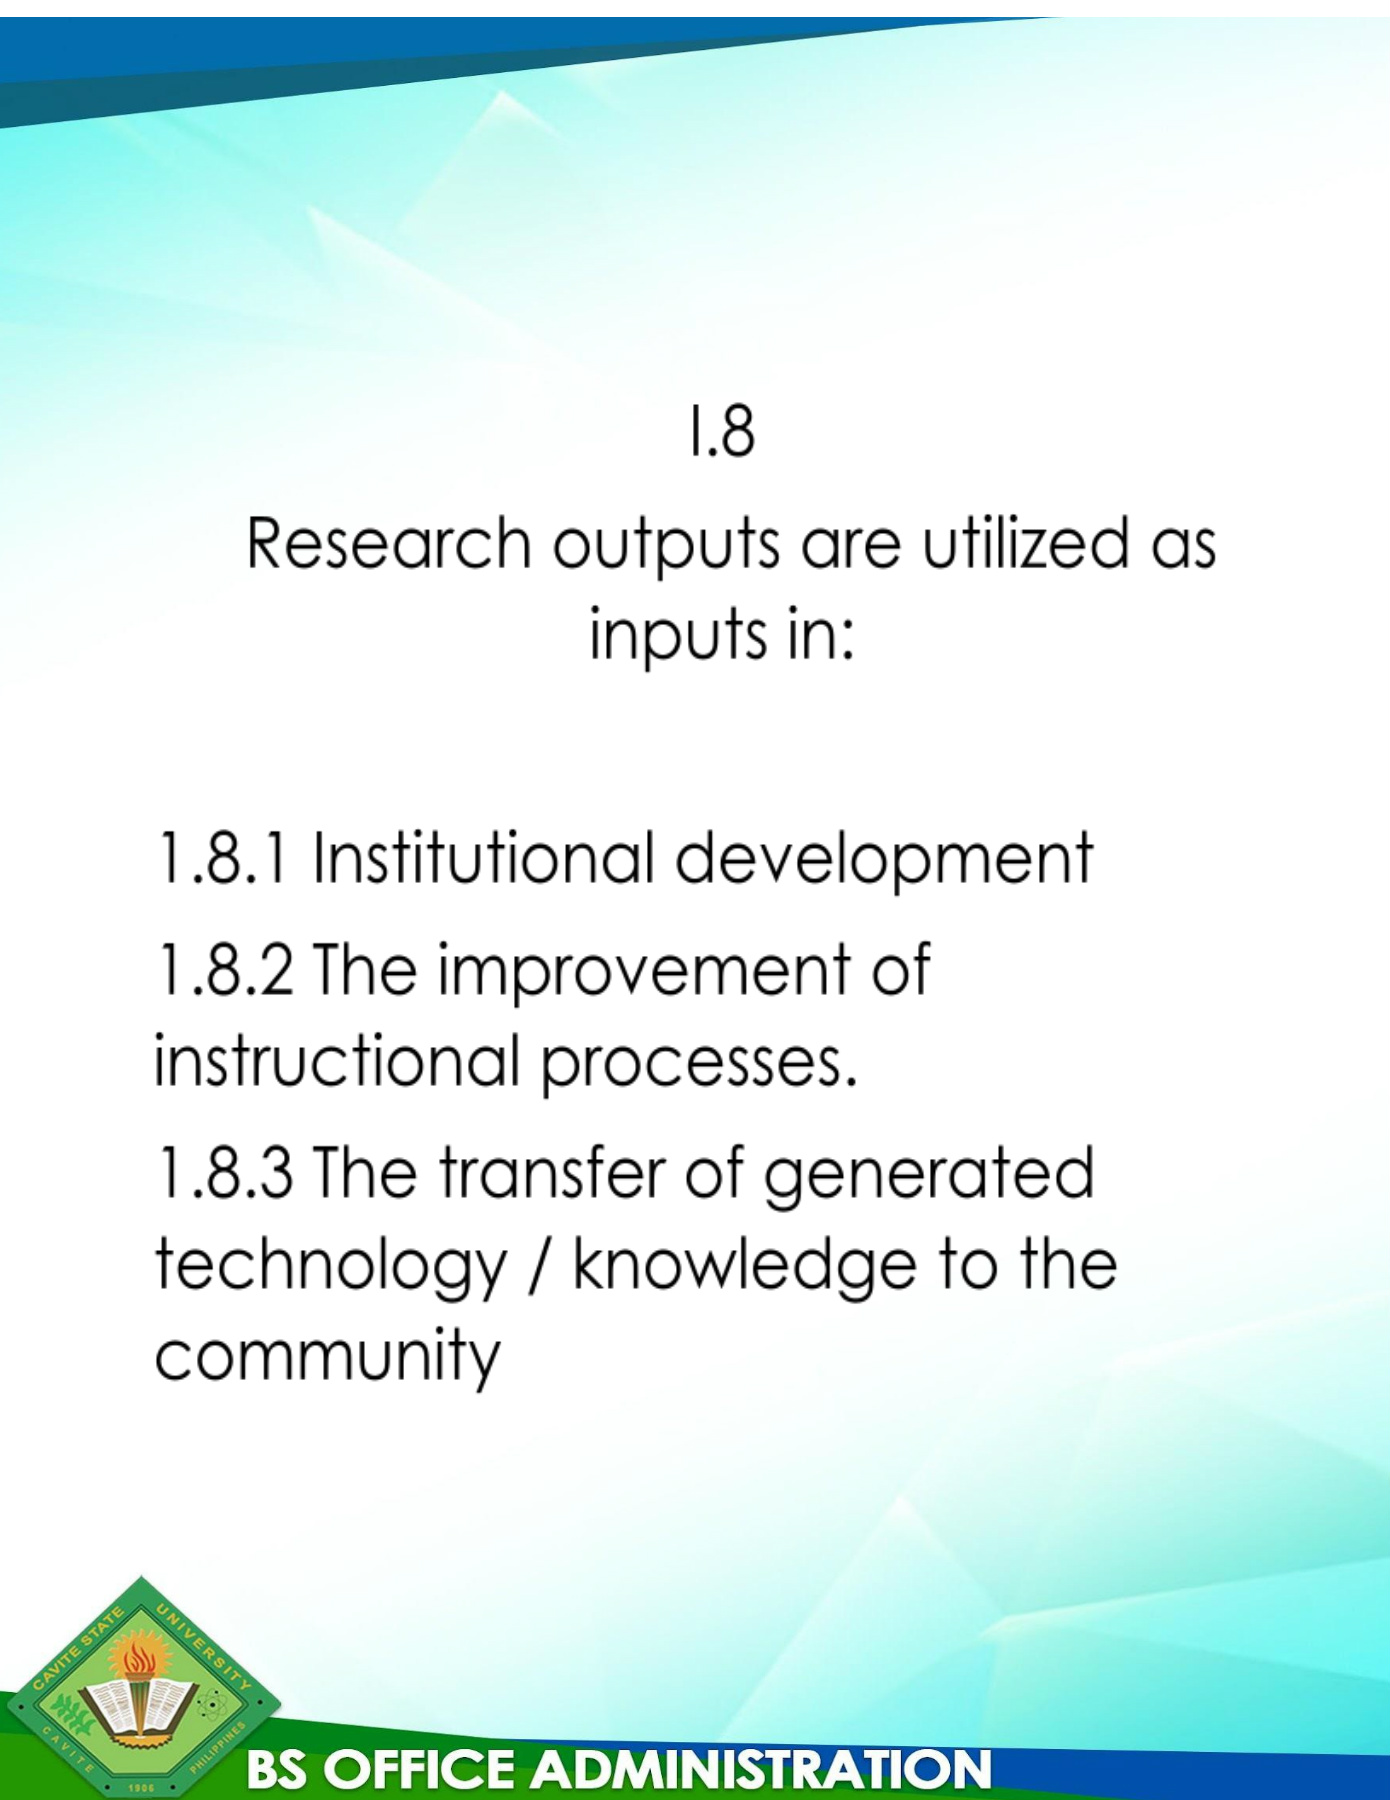 I.8
Research outputs are utilized as
inputs in:
1.8.1 Institutional development
1.8.2 The improvement of
instructional processes.
1.8.3 The transfer of generated
technology / knowledge to the
community
CAVITE STATE UNIVERSITY
CAVITE 1906 PHILIPPINES
BS OFFICE ADMINISTRATION